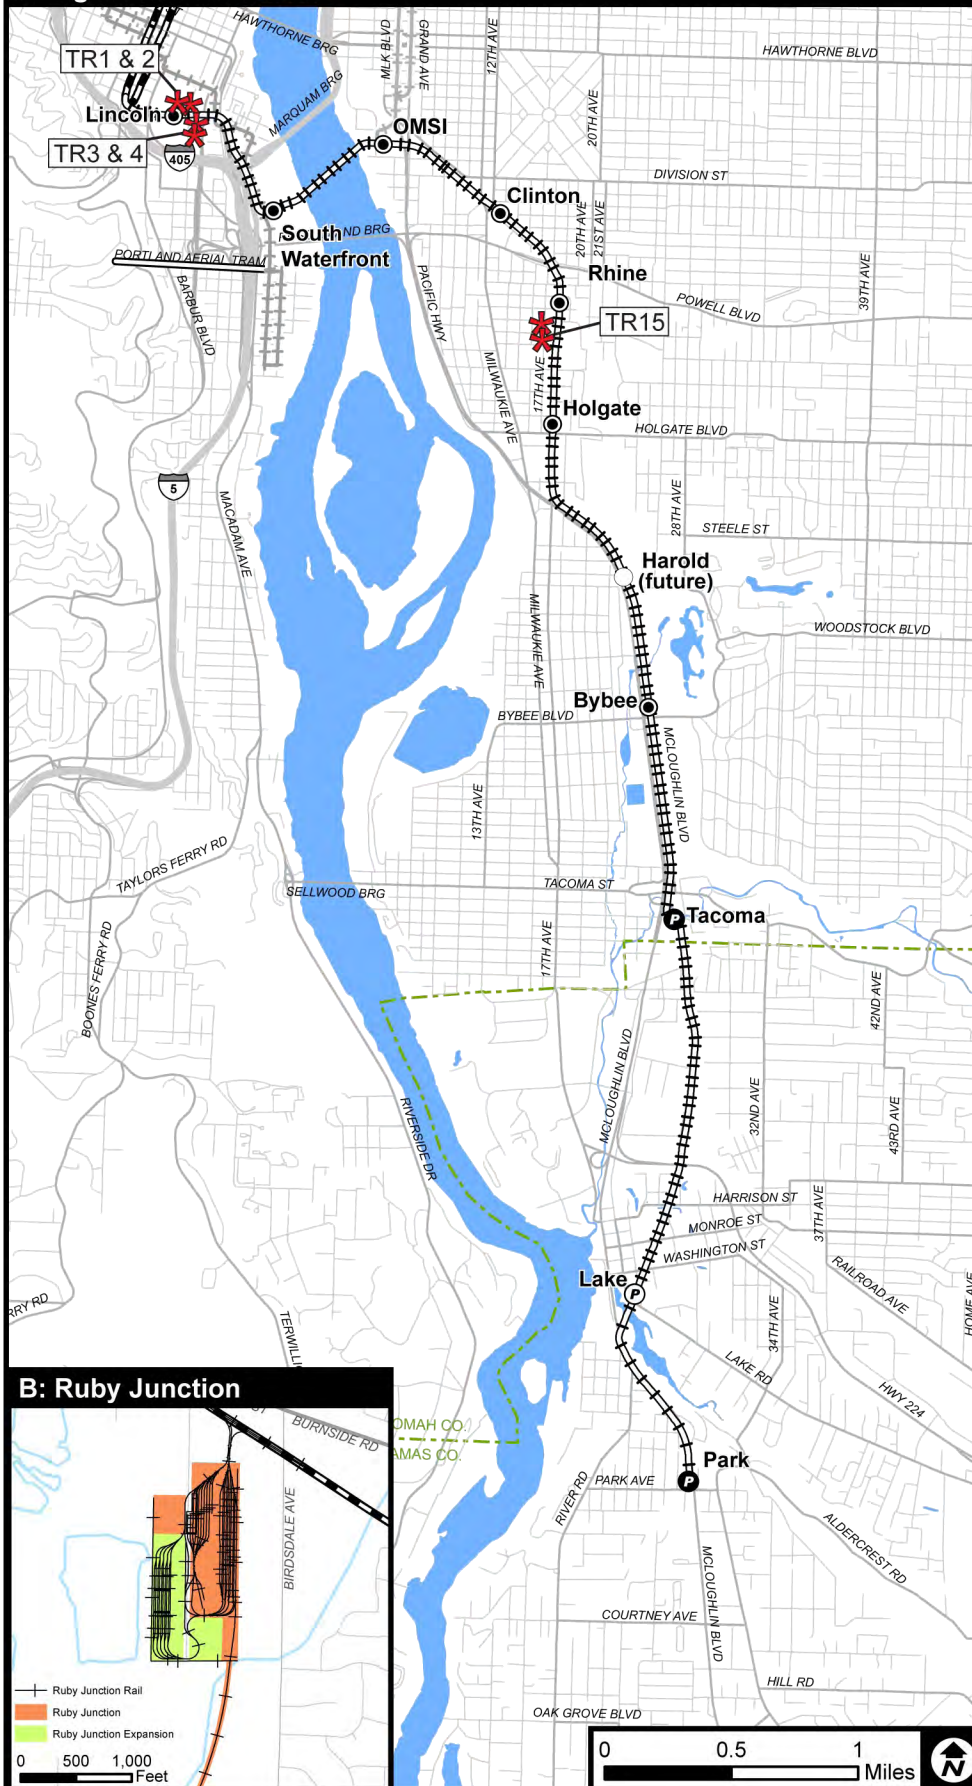 HAWTHORNE BRG
MLK BLVD
GRAND AVE
12TH AVE
HAWTHORNE BLVD
TR1 & 2
MARQUAM BRG
20TH AVE
Lincoln
OMSI
TR3 & 4
405
DIVISION ST
Clinton
20TH AVE
21ST AVE
South
Waterfront
ND BRG
PORTLAND AERIAL TRAM
BARBUR BLVD
PACIFIC HWY
Rhine
POWELL BLVD
39TH AVE
TR15
MILWAUKIE AVE
17TH AVE
Holgate
HOLGATE BLVD
5
MACADAM AVE
28TH AVE
STEELE ST
Harold
(future)
MILWAUKIE AVE
WOODSTOCK BLVD
Bybee
BYBEE BLVD
MCLOUGHLIN BLVD
13TH AVE
TAYLORS FERRY RD
SELLWOOD BRG
TACOMA ST
P
Tacoma
BOONES FERRY RD
17TH AVE
42ND AVE
MCLOUGHLIN BLVD
32ND AVE
43RD AVE
RIVERSIDE DR
HARRISON ST
MONROE ST
37TH AVE
WASHINGTON ST
Lake
P
RAILROAD AVE
HOME AVE
RRY RD
TERWILLI
34TH AVE
LAKE RD
HWY 224
B: Ruby Junction
ST
BURNSIDE RD
OMAH CO.
AMAS CO.
Park
P
PARK AVE
RIVER RD
BIRDSDALE AVE
ALDERCREST RD
MCLOUGHLIN BLVD
COURTNEY AVE
HILL RD
OAK GROVE BLVD
Ruby Junction Rail
Ruby Junction
Ruby Junction Expansion
0 500 1,000
Feet
0 0.5 1
Miles
N